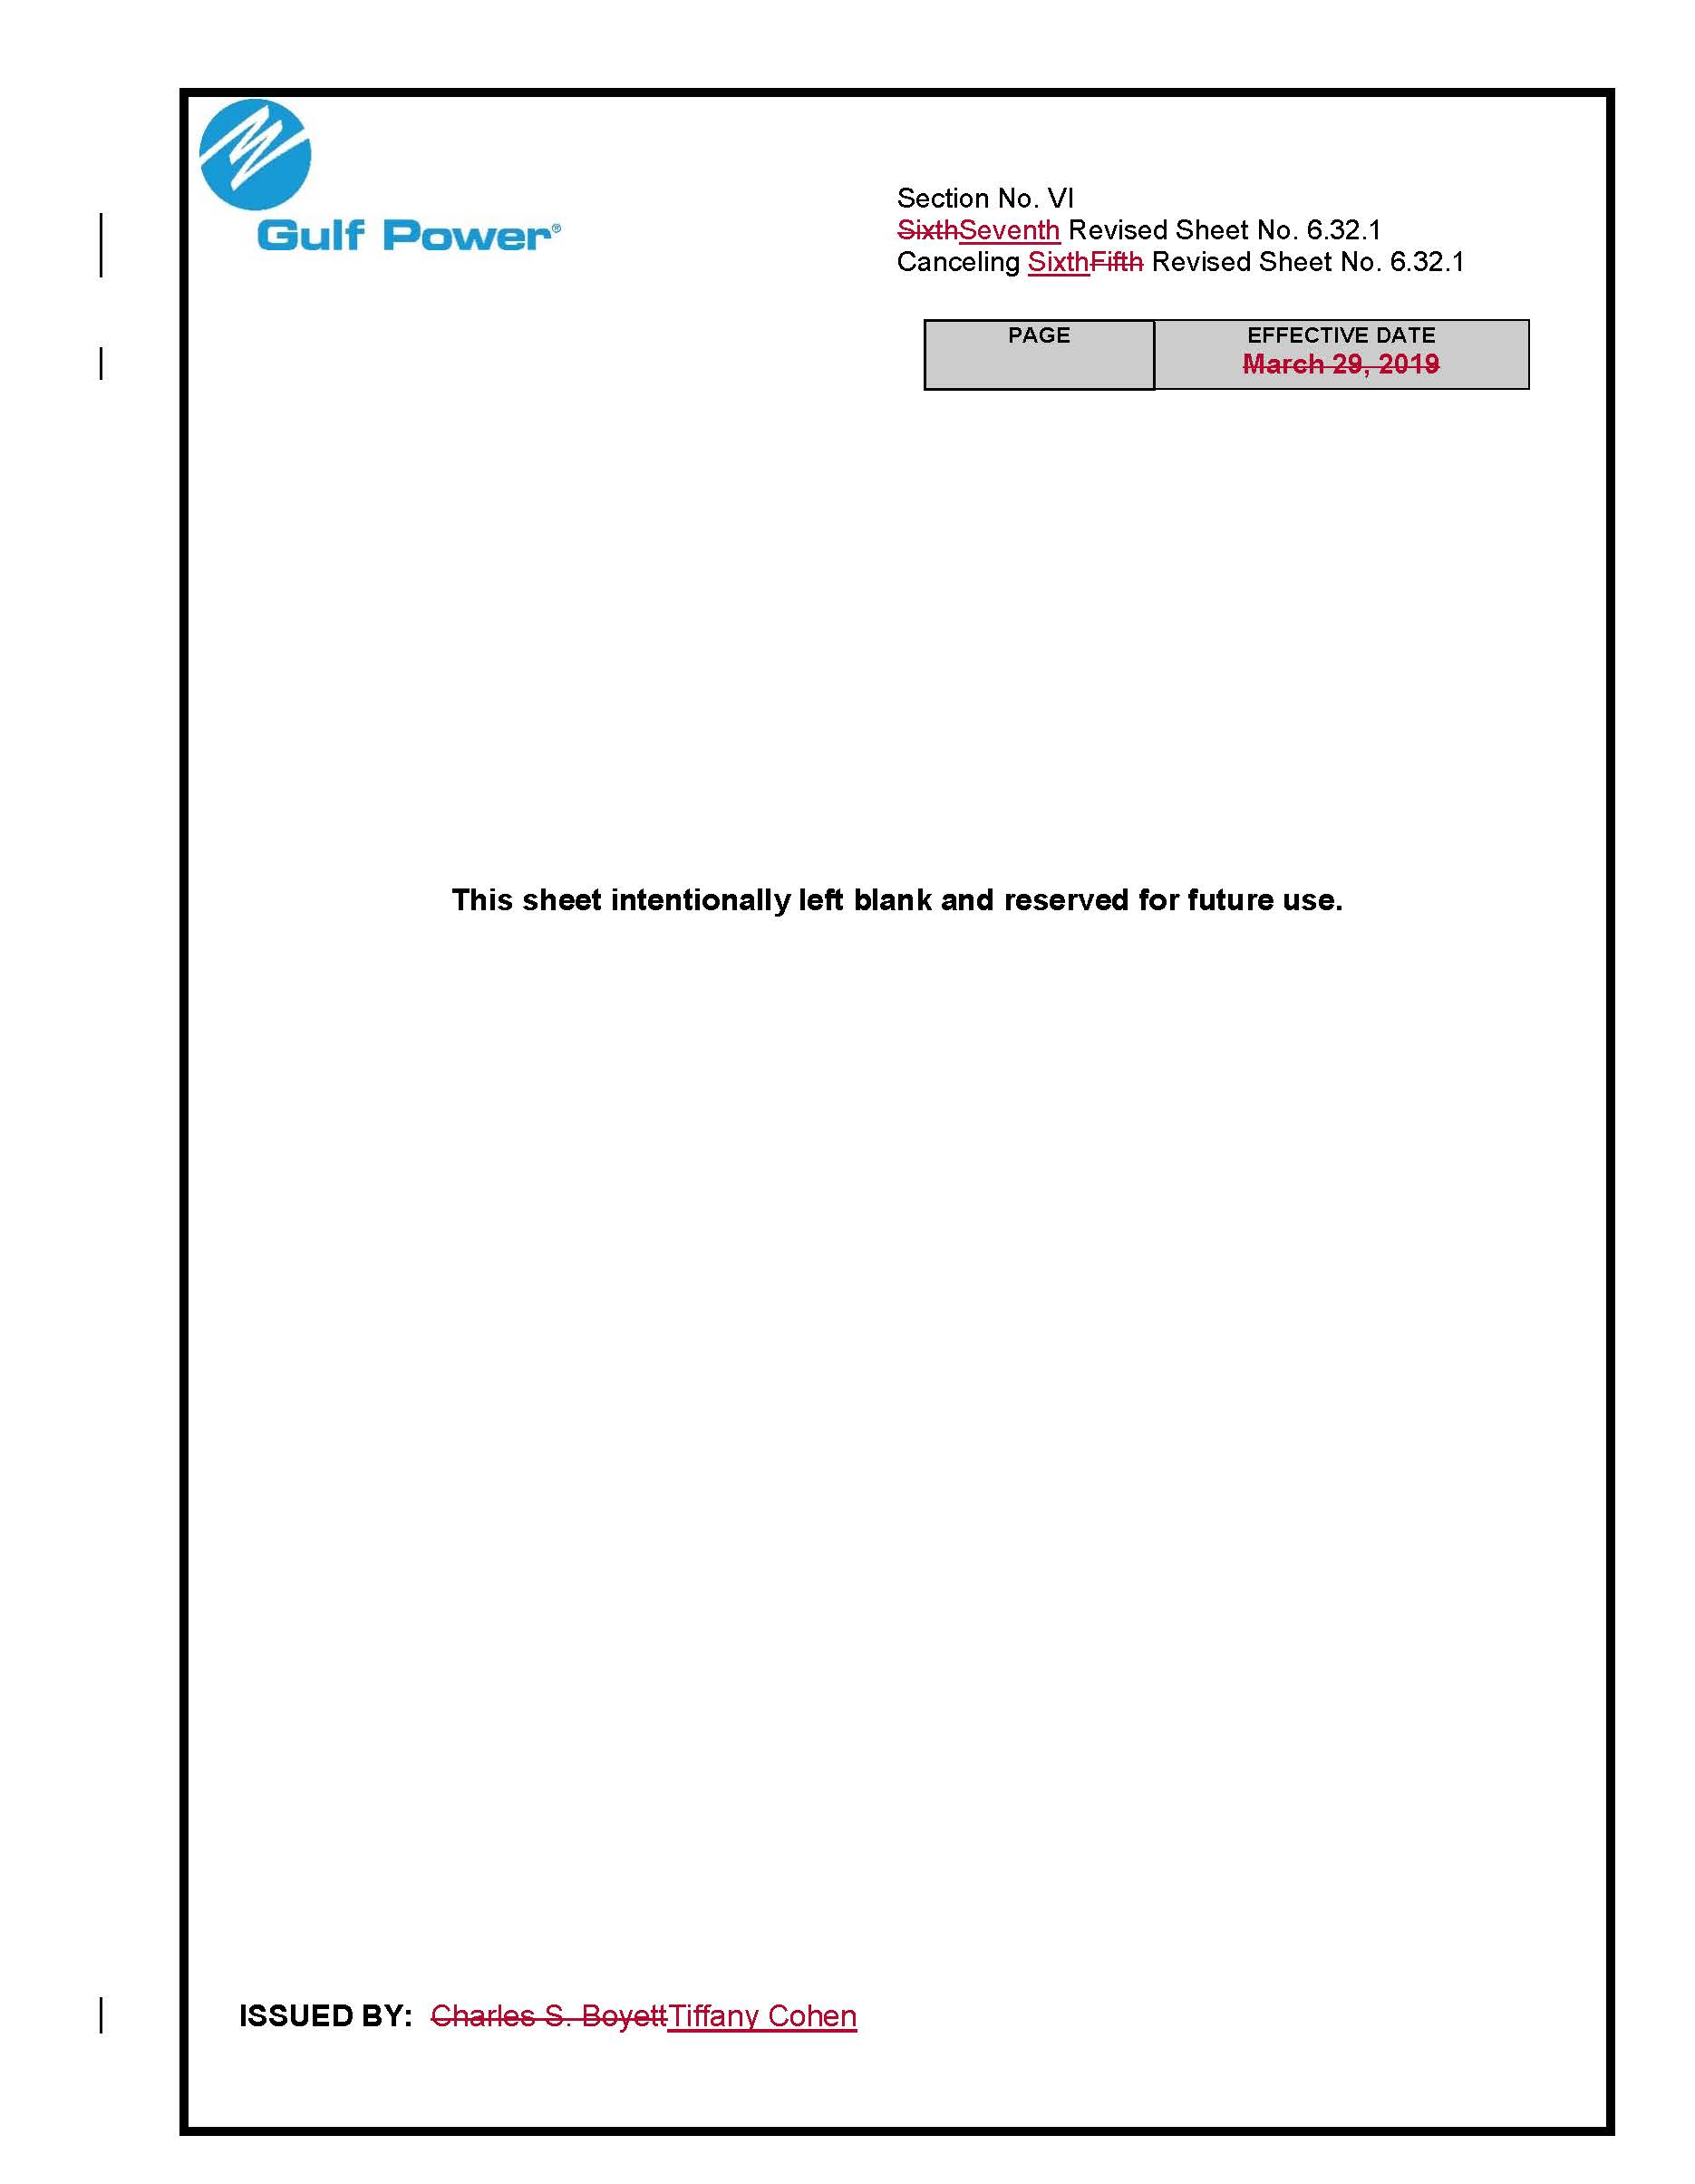 Gulf Power®
Section No. VI
SixthSeventh Revised Sheet No. 6.32.1
Canceling SixthFifth Revised Sheet No. 6.32.1
PAGE
EFFECTIVE DATE
March 29, 2019
This sheet intentionally left blank and reserved for future use.
ISSUED BY: Charles S. BoyettTiffany Cohen